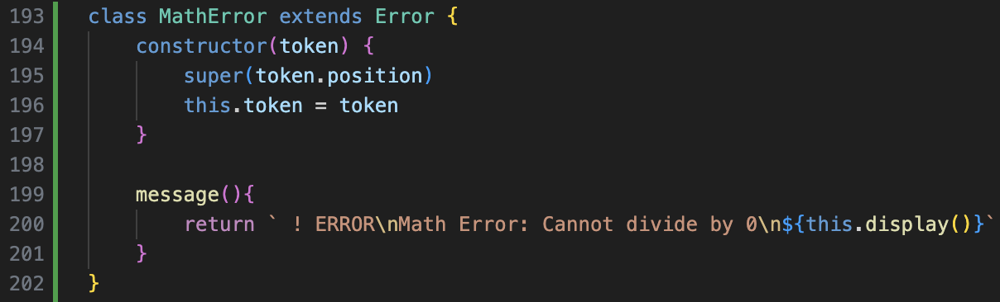 193 class MathError extends Error {
194     constructor(token) {
195         super(token.position)
196         this.token = token
197     }
198
199     message(){
200         return ` ! ERROR\nMath Error: Cannot divide by 0\n${this.display()}`
201     }
202 }